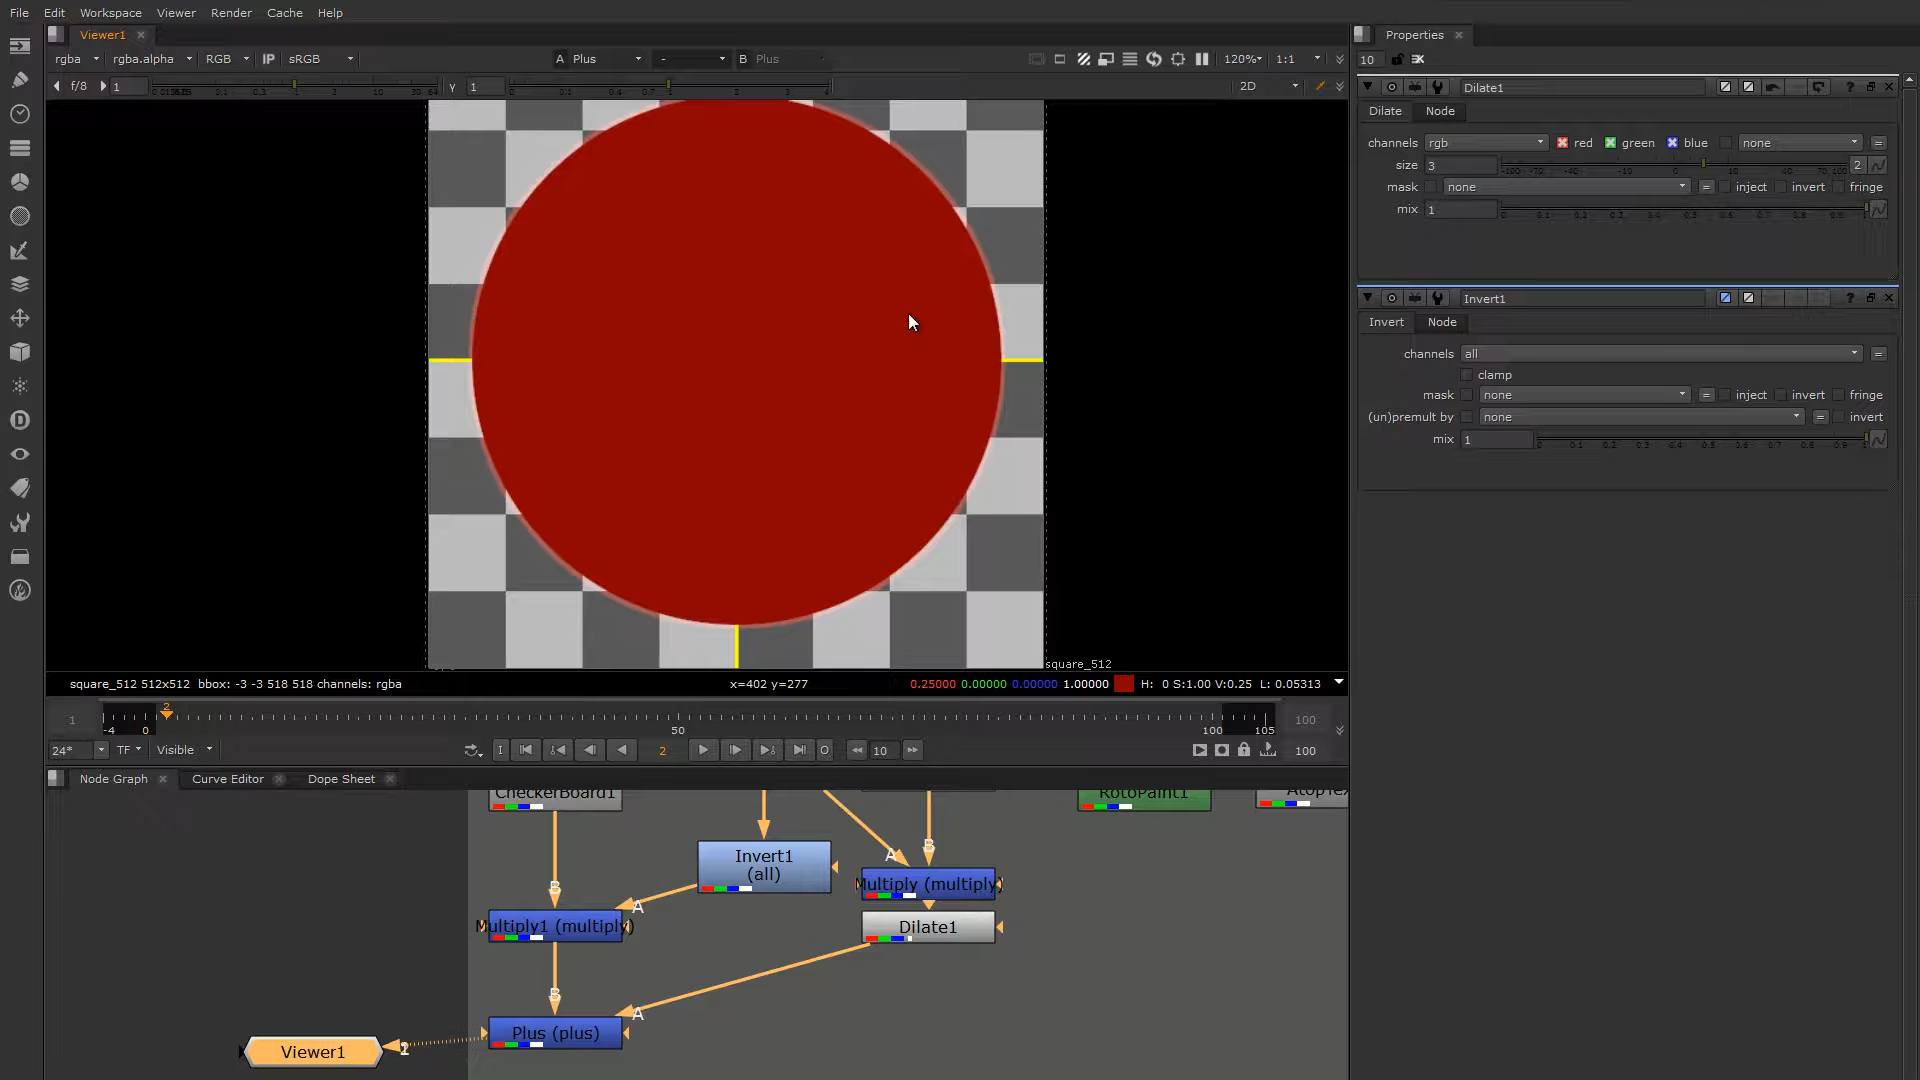 File Edit Workspace Viewer Render Cache Help
Viewer1
Properties
rgba rgba.alpha RGB IP sRGB A Plus - B Plus 120% 1:1
10
f/8 1 γ 1 2D
Dilate1
Dilate Node
channels rgb red green blue none =
size 3 2
mask none = inject invert fringe
mix 1
Invert1
Invert Node
channels all =
clamp
mask none = inject invert fringe
(un)premult by none = invert
mix 1
square_512
square_512 512x512 bbox: -3 -3 518 518 channels: rgba x=402 y=277 0.25000 0.00000 0.00000 1.00000 H: 0 S:1.00 V:0.25 L: 0.05313
2
1 -4 0 50 100 105 100
24* TF Visible I 2 O 10 100
Node Graph Curve Editor Dope Sheet
CheckerBoard1
RotoPaint1
Invert1
(all)
A B
Multiply (multiply)
B A
Multiply1 (multiply)
Dilate1
B A
Plus (plus)
Viewer1